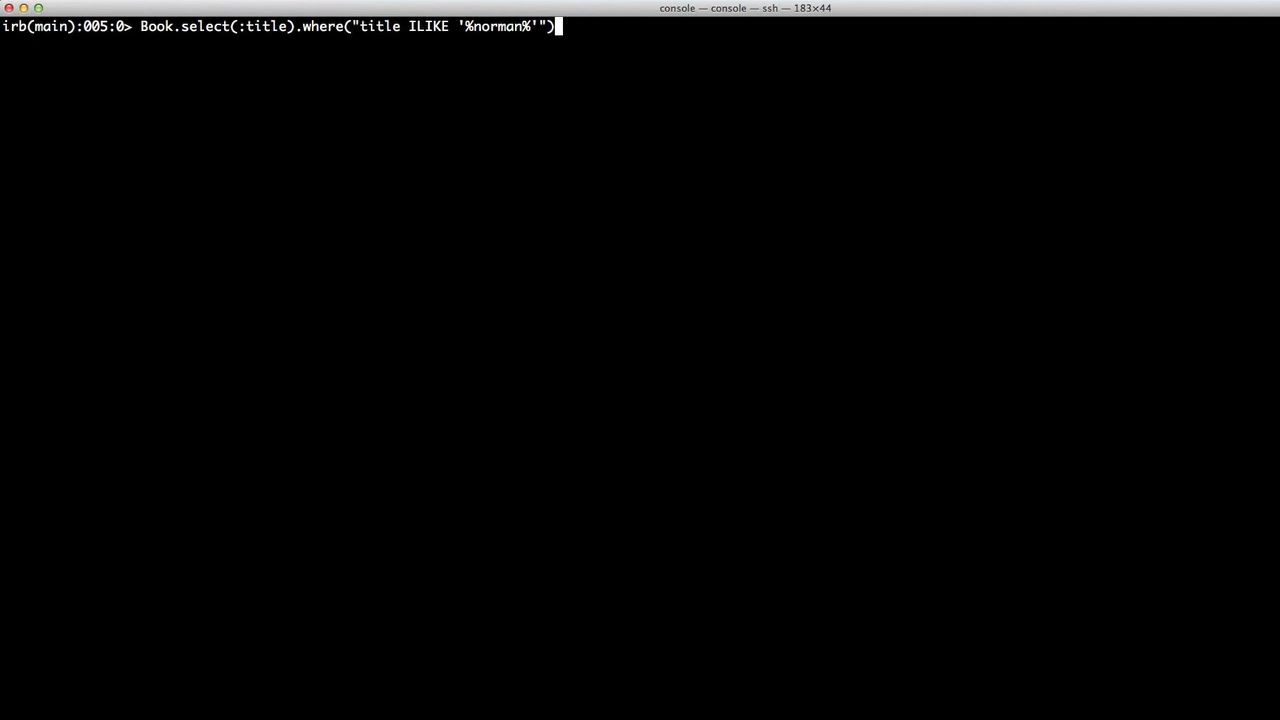 console — console — ssh — 183×44
irb(main):005:0> Book.select(:title).where("title ILIKE '%norman%'")